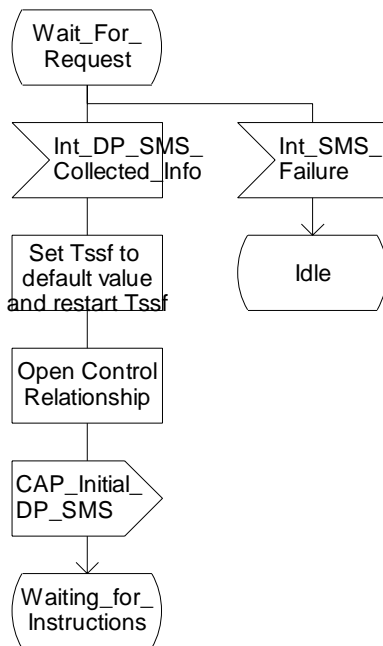 Wait_For_
Request
Int_DP_SMS_
Collected_Info
Int_SMS_
Failure
Set Tssf to
default value
and restart Tssf
Idle
Open Control
Relationship
CAP_Initial_
DP_SMS
Waiting_for_
Instructions